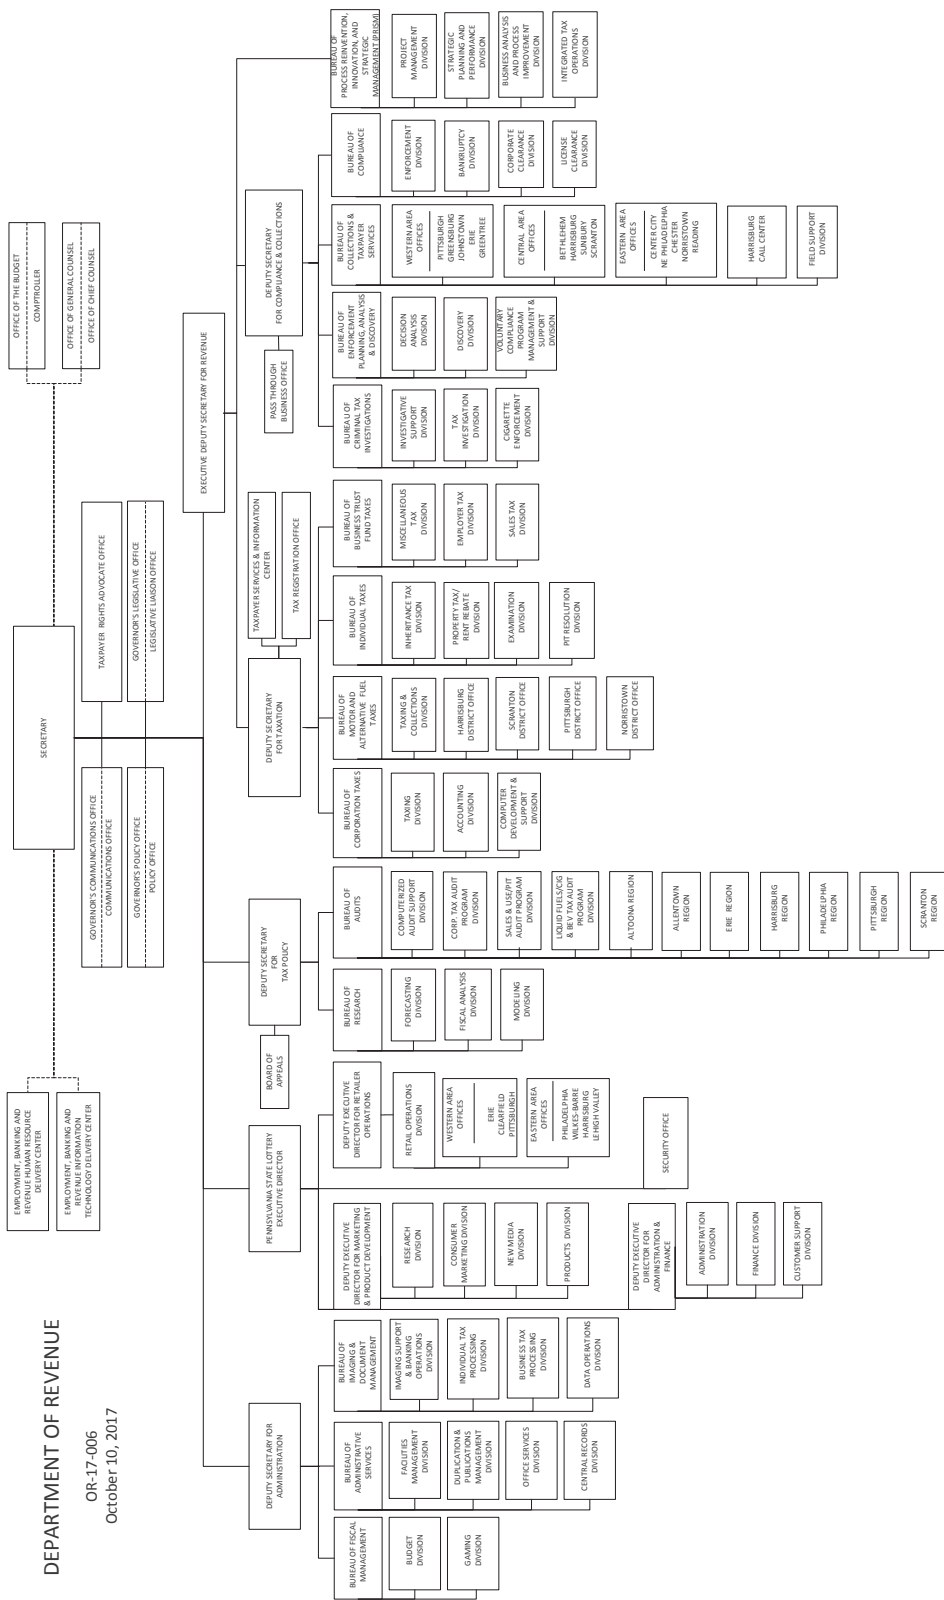 DEPARTMENT OF REVENUE
OR-17-006
October 10, 2017
EMPLOYMENT, BANKING AND
REVENUE HUMAN RESOURCE
DELIVERY CENTER
EMPLOYMENT, BANKING AND
REVENUE INFORMATION
TECHNOLOGY DELIVERY CENTER
SECRETARY
OFFICE OF THE BUDGET
COMPTROLLER
OFFICE OF GENERAL COUNSEL
OFFICE OF CHIEF COUNSEL
GOVERNOR'S COMMUNICATIONS OFFICE
COMMUNICATIONS OFFICE
TAXPAYER RIGHTS ADVOCATE OFFICE
GOVERNOR'S POLICY OFFICE
POLICY OFFICE
GOVERNOR'S LEGISLATIVE OFFICE
LEGISLATIVE LIAISON OFFICE
EXECUTIVE DEPUTY SECRETARY FOR REVENUE
DEPUTY SECRETARY FOR
ADMINISTRATION
PENNSYLVANIA STATE LOTTERY
EXECUTIVE DIRECTOR
BOARD OF
APPEALS
DEPUTY SECRETARY
FOR
TAX POLICY
DEPUTY SECRETARY
FOR TAXATION
TAXPAYER SERVICES & INFORMATION
CENTER
TAX REGISTRATION OFFICE
PASS THROUGH
BUSINESS OFFICE
DEPUTY SECRETARY
FOR COMPLIANCE & COLLECTIONS
BUREAU OF FISCAL
MANAGEMENT
BUDGET
DIVISION
GAMING
DIVISION
BUREAU OF
ADMINISTRATIVE
SERVICES
FACILITIES
MANAGEMENT
DIVISION
DUPLICATION &
PUBLICATIONS
MANAGEMENT
DIVISION
OFFICE SERVICES
DIVISION
CENTRAL RECORDS
DIVISION
BUREAU OF
IMAGING &
DOCUMENT
MANAGEMENT
IMAGING SUPPORT
& BANKING
OPERATIONS
DIVISION
INDIVIDUAL TAX
PROCESSING
DIVISION
BUSINESS TAX
PROCESSING
DIVISION
DATA OPERATIONS
DIVISION
DEPUTY EXECUTIVE
DIRECTOR FOR MARKETING
& PRODUCT DEVELOPMENT
RESEARCH
DIVISION
CONSUMER
MARKETING DIVISION
NEW MEDIA
DIVISION
PRODUCTS DIVISION
DEPUTY EXECUTIVE
DIRECTOR FOR
ADMINISTRATION &
FINANCE
ADMINISTRATION
DIVISION
FINANCE DIVISION
CUSTOMER SUPPORT
DIVISION
DEPUTY EXECUTIVE
DIRECTOR FOR RETAILER
OPERATIONS
RETAIL OPERATIONS
DIVISION
WESTERN AREA
OFFICES
ERIE
CLEARFIELD
PITTSBURGH
EASTERN AREA
OFFICES
PHILADELPHIA
WILKES-BARRE
HARRISBURG
LEHIGH VALLEY
SECURITY OFFICE
BUREAU OF
RESEARCH
FORECASTING
DIVISION
FISCAL ANALYSIS
DIVISION
MODELING
DIVISION
BUREAU OF
AUDITS
COMPUTERIZED
AUDIT SUPPORT
DIVISION
CORP. TAX AUDIT
PROGRAM
DIVISION
SALES & USE/PIT
AUDIT PROGRAM
DIVISION
LIQUID FUELS/CIG
& BEV TAX AUDIT
PROGRAM
DIVISION
ALTOONA REGION
ALLENTOWN
REGION
ERIE REGION
HARRISBURG
REGION
PHILADELPHIA
REGION
PITTSBURGH
REGION
SCRANTON
REGION
BUREAU OF
CORPORATION TAXES
TAXING
DIVISION
ACCOUNTING
DIVISION
COMPUTER
DEVELOPMENT &
SUPPORT
DIVISION
BUREAU OF
MOTOR AND
ALTERNATIVE FUEL
TAXES
TAXING &
COLLECTIONS
DIVISION
HARRISBURG
DISTRICT OFFICE
SCRANTON
DISTRICT OFFICE
PITTSBURGH
DISTRICT OFFICE
NORRISTOWN
DISTRICT OFFICE
BUREAU OF
INDIVIDUAL TAXES
INHERITANCE TAX
DIVISION
PROPERTY TAX/
RENT REBATE
DIVISION
EXAMINATION
DIVISION
PIT RESOLUTION
DIVISION
BUREAU OF
BUSINESS TRUST
FUND TAXES
MISCELLANEOUS
TAX
DIVISION
EMPLOYER TAX
DIVISION
SALES TAX
DIVISION
BUREAU OF
CRIMINAL TAX
INVESTIGATIONS
INVESTIGATIVE
SUPPORT
DIVISION
TAX
INVESTIGATION
DIVISION
CIGARETTE
ENFORCEMENT
DIVISION
BUREAU OF
ENFORCEMENT
PLANNING, ANALYSIS
& DISCOVERY
DECISION
ANALYSIS
DIVISION
DISCOVERY
DIVISION
VOLUNTARY
COMPLIANCE
PROGRAM
MANAGEMENT &
SUPPORT
DIVISION
BUREAU OF
COLLECTIONS &
TAXPAYER
SERVICES
WESTERN AREA
OFFICES
PITTSBURGH
GREENSBURG
JOHNSTOWN
ERIE
GREENTREE
CENTRAL AREA
OFFICES
BETHLEHEM
HARRISBURG
SUNBURY
SCRANTON
EASTERN AREA
OFFICES
CENTER CITY
NE PHILADELPHIA
CHESTER
NORRISTOWN
READING
HARRISBURG
CALL CENTER
FIELD SUPPORT
DIVISION
BUREAU OF
COMPLIANCE
ENFORCEMENT
DIVISION
BANKRUPTCY
DIVISION
CORPORATE
CLEARANCE
DIVISION
LICENSE
CLEARANCE
DIVISION
BUREAU OF
PROCESS REINVENTION,
INNOVATION, AND
STRATEGIC
MANAGEMENT (PRISM)
PROJECT
MANAGEMENT
DIVISION
STRATEGIC
PLANNING AND
PERFORMANCE
DIVISION
BUSINESS ANALYSIS
AND PROCESS
IMPROVEMENT
DIVISION
INTEGRATED TAX
OPERATIONS
DIVISION